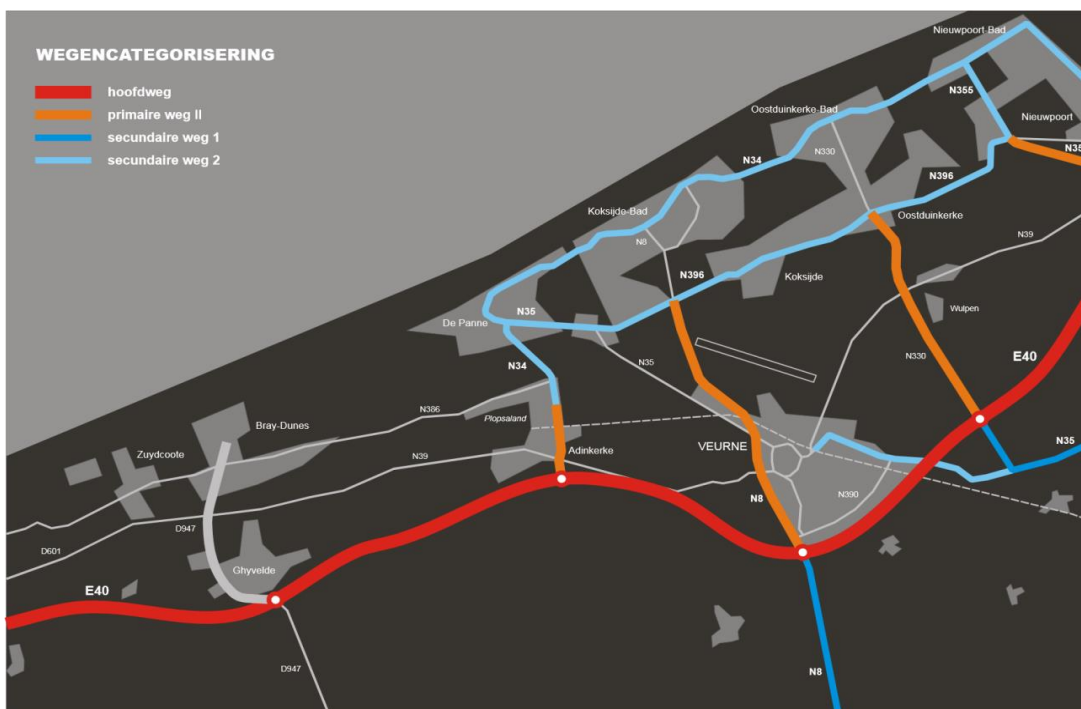 WEGENCATEGORISERING
hoofdweg
primaire weg II
secundaire weg 1
secundaire weg 2
Nieuwpoort-Bad
N355
Nieuwpoort
N35
Oostduinkerke-Bad
N330
N34
N396
Oostduinkerke
N39
Koksijde-Bad
N8
N396
Koksijde
Wulpen
De Panne
N35
N34
N35
N330
E40
N386
Plopsaland
Bray-Dunes
Zuydcoote
N39
Adinkerke
VEURNE
N35
N8
N390
D947
D601
Ghyvelde
E40
D947
N8